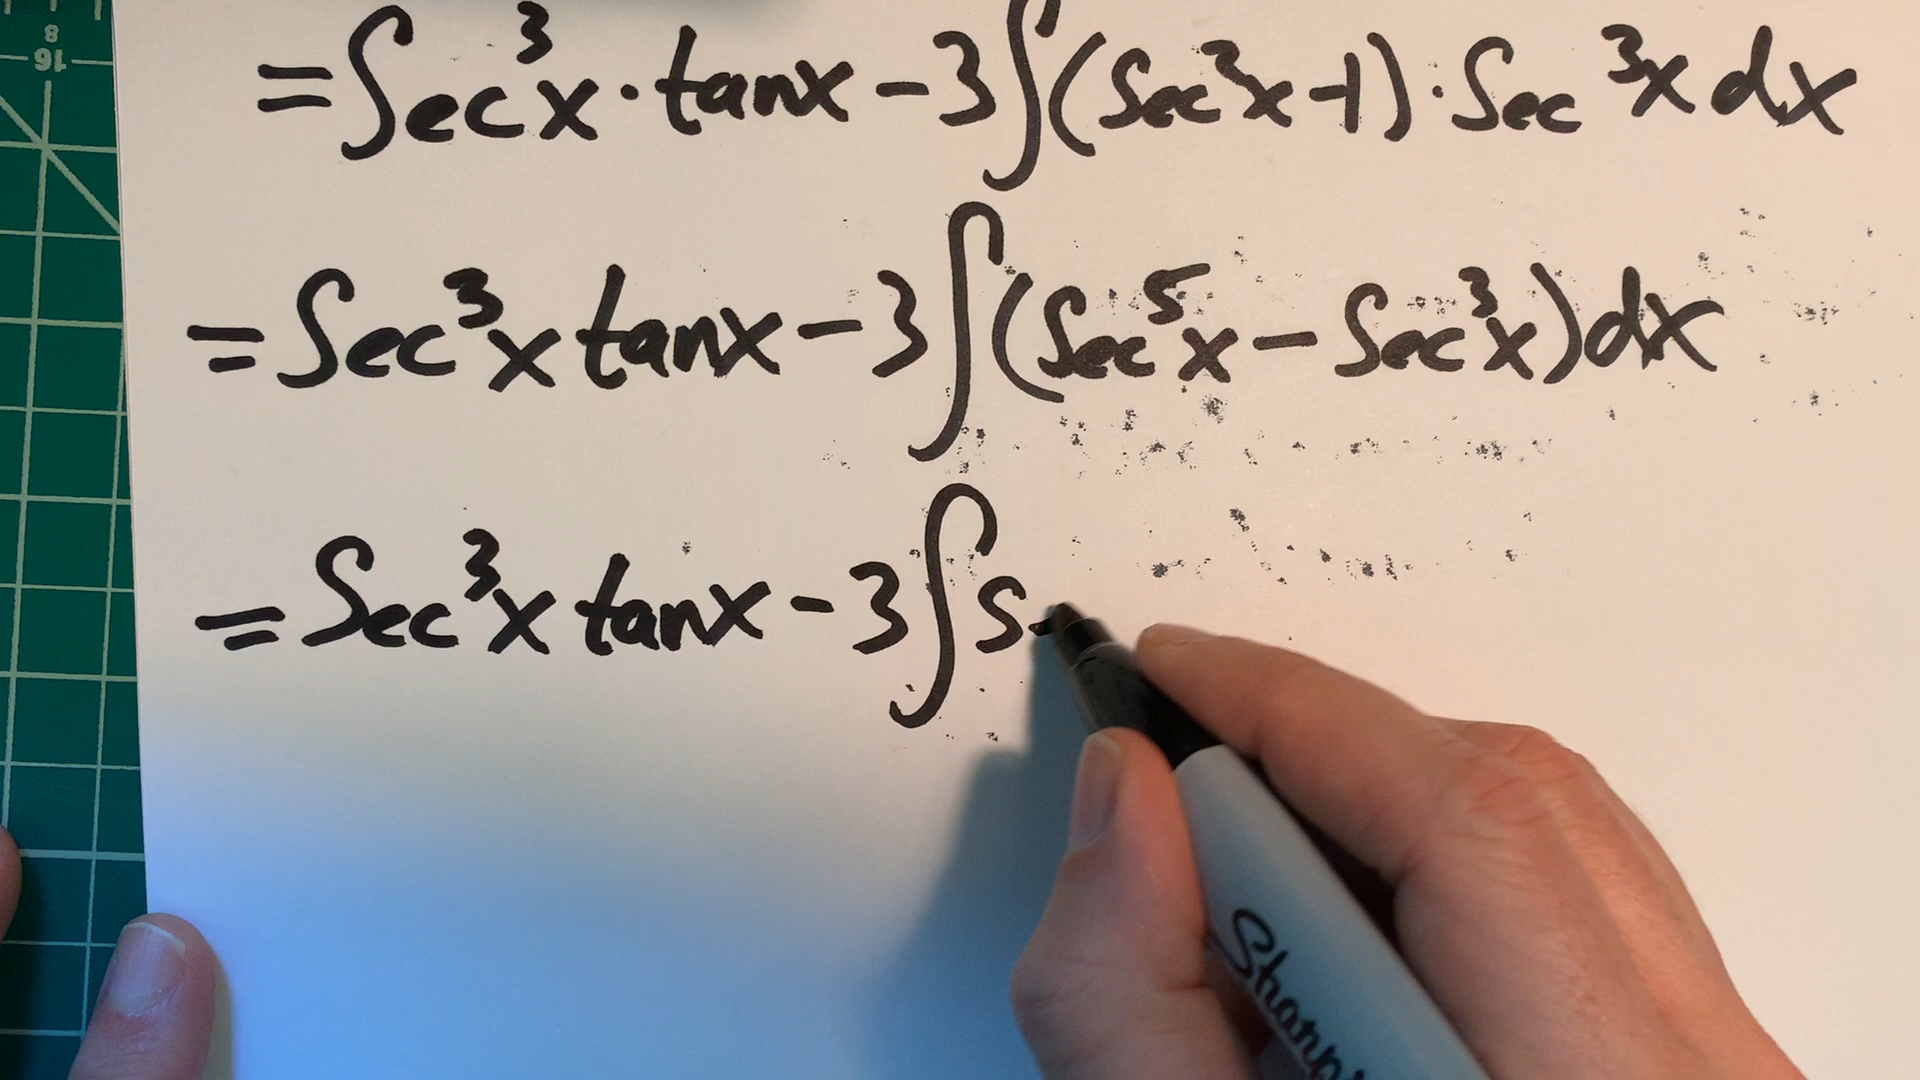 = Sec³x · tanx - 3∫(Sec²x - 1) · Sec³x dx
= Sec³x tanx - 3∫(Sec⁵x - Sec³x)dx
= Sec³x tanx - 3∫s
Sharpie
8
16